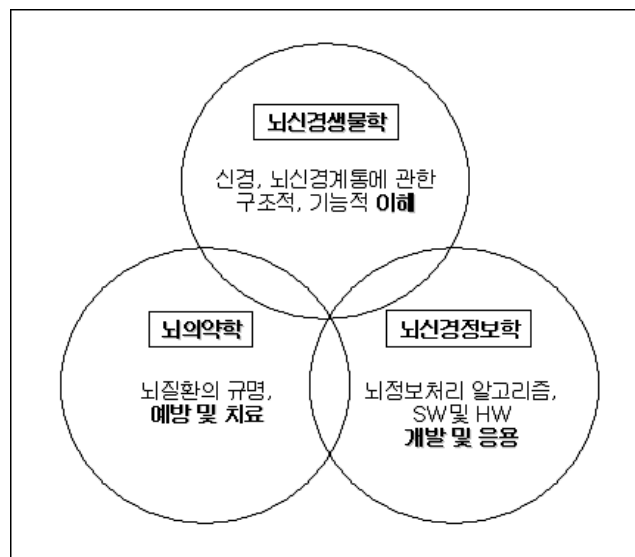 뇌신경생물학
신경, 뇌신경계통에 관한
구조적, 기능적 이해
뇌의약학
뇌질환의 규명,
예방 및 치료
뇌신경정보학
뇌정보처리 알고리즘,
SW 및 HW
개발 및 응용